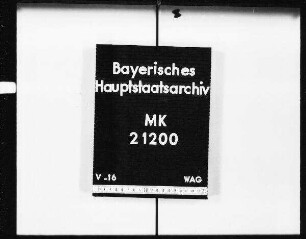 Bayerisches
Hauptstaatsarchiv
MK
21200
V -16 WAG